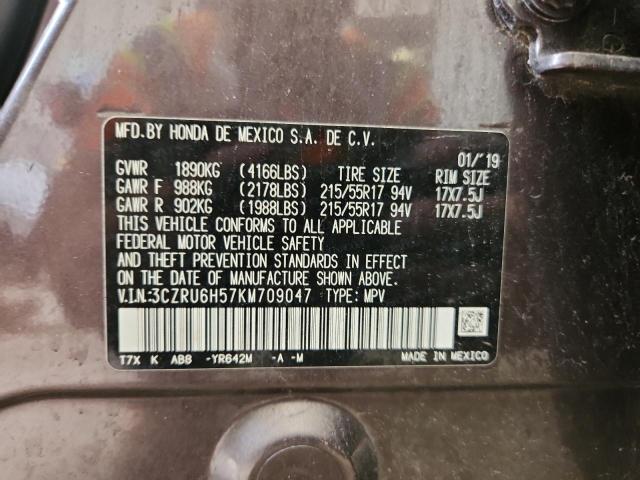 MFD.BY HONDA DE MEXICO S.A. DE C.V.
01/'19
GVWR 1890KG (4166LBS) TIRE SIZE RIM SIZE
GAWR F 988KG (2178LBS) 215/55R17 94V 17X7.5J
GAWR R 902KG (1988LBS) 215/55R17 94V 17X7.5J
THIS VEHICLE CONFORMS TO ALL APPLICABLE
FEDERAL MOTOR VEHICLE SAFETY
AND THEFT PREVENTION STANDARDS IN EFFECT
ON THE DATE OF MANUFACTURE SHOWN ABOVE.
V.I.N.:3CZRU6H57KM709047 TYPE: MPV
T7X K AB8 -YR642M -A -M MADE IN MEXICO